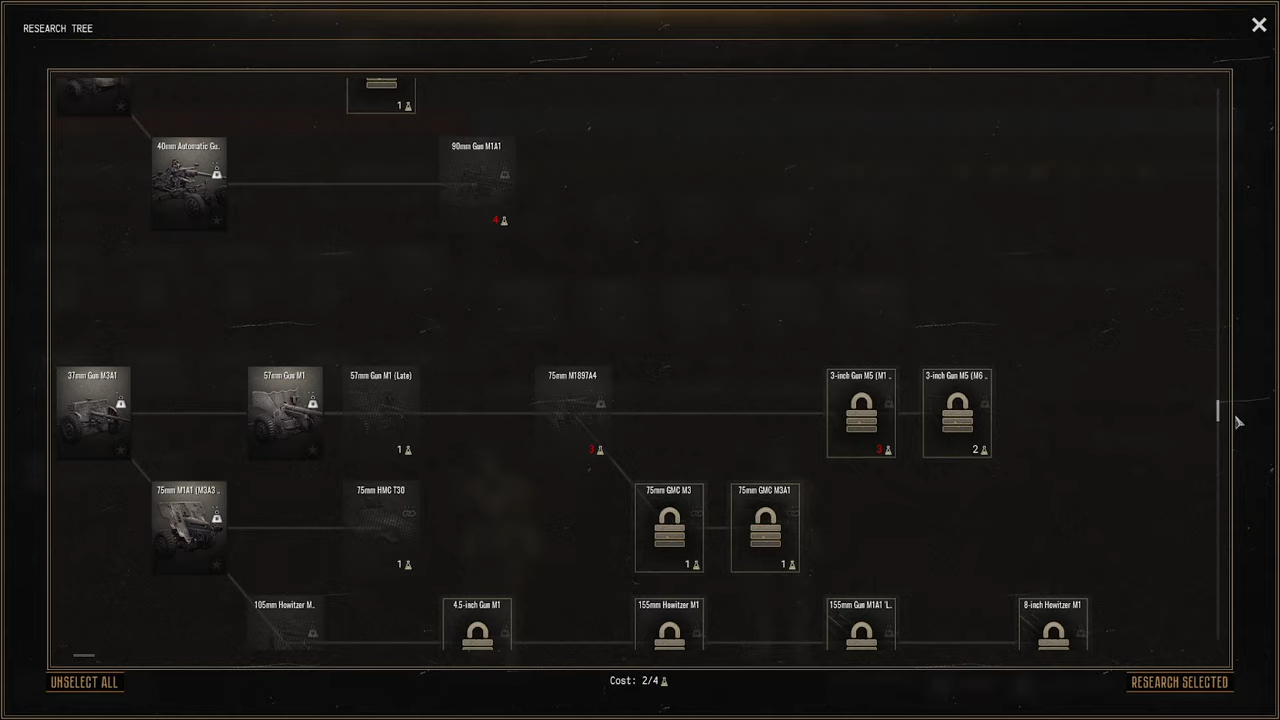 RESEARCH TREE
1
40mm Automatic Gu..
90mm Gun M1A1
4
37mm Gun M3A1
57mm Gun M1
57mm Gun M1 (Late)
75mm M1897A4
3-inch Gun M5 (M1 ..
3-inch Gun M5 (M6 ..
1
3
3
2
75mm M1A1 (M3A3 ..
75mm HMC T30
75mm GMC M3
75mm GMC M3A1
1
1
1
105mm Howitzer M..
4.5-inch Gun M1
155mm Howitzer M1
155mm Gun M1A1 'L..
8-inch Howitzer M1
UNSELECT ALL
Cost: 2/4
RESEARCH SELECTED